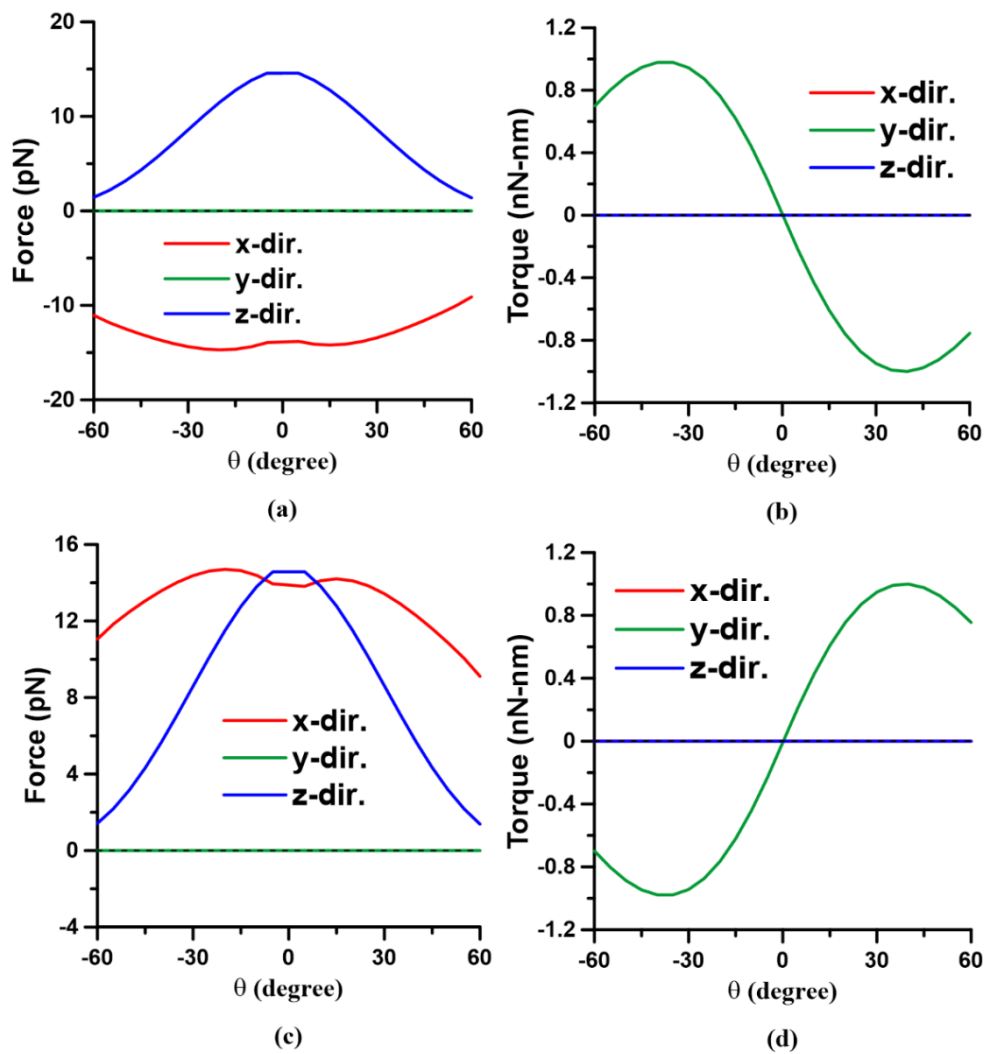 20
10
0
-10
-20
Force (pN)
x-dir.
y-dir.
z-dir.
-60
-30
0
30
60
θ (degree)
(a)
1.2
0.8
0.4
0
-0.4
-0.8
-1.2
Torque (nN-nm)
x-dir.
y-dir.
z-dir.
-60
-30
0
30
60
θ (degree)
(b)
16
12
8
4
0
-4
Force (pN)
x-dir.
y-dir.
z-dir.
-60
-30
0
30
60
θ (degree)
(c)
1.2
0.8
0.4
0
-0.4
-0.8
-1.2
Torque (nN-nm)
x-dir.
y-dir.
z-dir.
-60
-30
0
30
60
θ (degree)
(d)